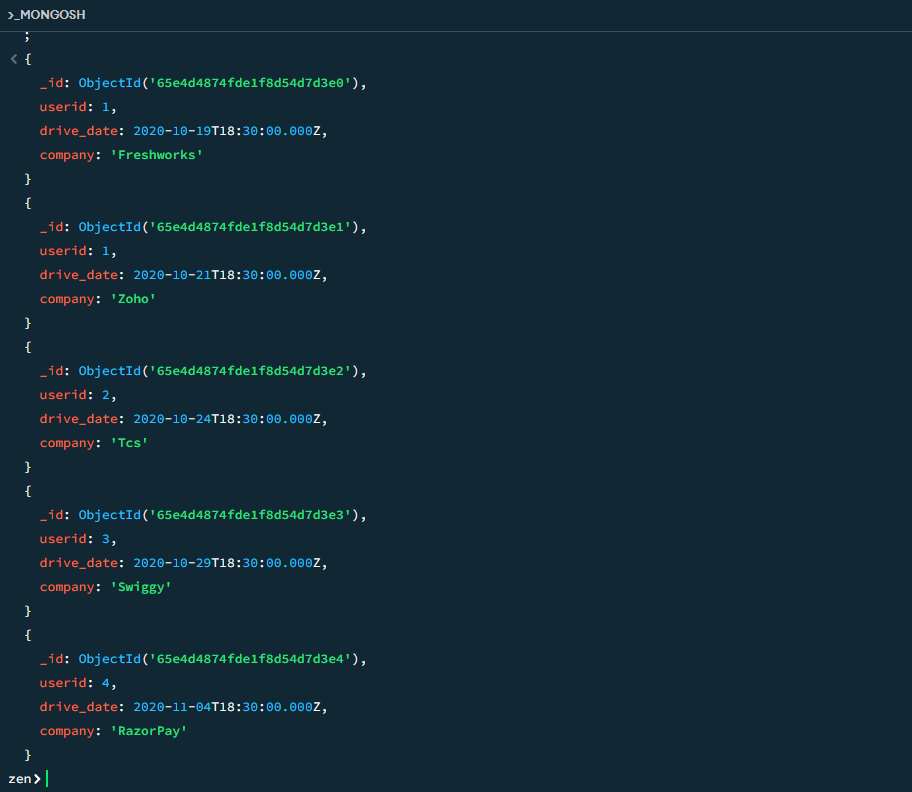 >_MONGOSH
;
< {
_id: ObjectId('65e4d4874fde1f8d54d7d3e0'),
userid: 1,
drive_date: 2020-10-19T18:30:00.000Z,
company: 'Freshworks'
}
{
_id: ObjectId('65e4d4874fde1f8d54d7d3e1'),
userid: 1,
drive_date: 2020-10-21T18:30:00.000Z,
company: 'Zoho'
}
{
_id: ObjectId('65e4d4874fde1f8d54d7d3e2'),
userid: 2,
drive_date: 2020-10-24T18:30:00.000Z,
company: 'Tcs'
}
{
_id: ObjectId('65e4d4874fde1f8d54d7d3e3'),
userid: 3,
drive_date: 2020-10-29T18:30:00.000Z,
company: 'Swiggy'
}
{
_id: ObjectId('65e4d4874fde1f8d54d7d3e4'),
userid: 4,
drive_date: 2020-11-04T18:30:00.000Z,
company: 'RazorPay'
}
zen>